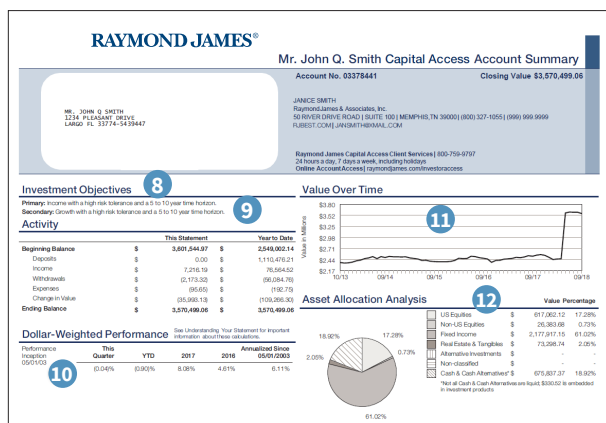 RAYMOND JAMES®
Mr. John Q. Smith Capital Access Account Summary
Account No. 03378441 Closing Value $3,570,499.06
MR. JOHN Q SMITH
1234 PLEASANT DRIVE
LARGO FL 33774-5439447
JANICE SMITH
Raymond James & Associates, Inc.
50 RIVER DRIVE ROAD | SUITE 100 | MEMPHIS, TN 39000 | (800) 327-1055 | (999) 999.9999
RJBEST.COM | JANSMITH@XMAIL.COM
Raymond James Capital Access Client Services | 800-759-9797
24 hours a day, 7 days a week, including holidays
Online Account Access | raymondjames.com/investoraccess
Investment Objectives 8
Primary: Income with a high risk tolerance and a 5 to 10 year time horizon.
Secondary: Growth with a high risk tolerance and a 5 to 10 year time horizon.
9
Activity
This Statement Year to Date
Beginning Balance $ 3,601,544.97 $ 2,549,002.14
Deposits $ 0.00 $ 1,110,476.21
Income $ 7,216.19 $ 76,564.52
Withdrawals $ (2,173.32) $ (56,084.76)
Expenses $ (95.65) $ (192.75)
Change in Value $ (35,993.13) $ (109,266.30)
Ending Balance $ 3,570,499.06 $ 3,570,499.06
Dollar-Weighted Performance See Understanding Your Statement for important
information about these calculations.
Performance Inception 05/01/03
10
This Quarter YTD 2017 2016 Annualized Since 05/01/2003
(0.04)% (0.90)% 8.08% 4.61% 6.11%
Value Over Time
11
Value in Millions
$3.80
$3.52
$3.25
$2.98
$2.71
$2.44
$2.17
10/13 09/14 09/15 09/16 09/17 09/18
Asset Allocation Analysis 12 Value Percentage
US Equities $ 617,062.12 17.28%
Non-US Equities $ 26,383.68 0.73%
Fixed Income $ 2,177,917.15 61.02%
Real Estate & Tangibles $ 73,298.74 2.05%
Alternative Investments $ - -
Non-classified $ - -
Cash & Cash Alternatives* $ 675,837.37 18.92%
*Not all Cash & Cash Alternatives are liquid; $330.52 is embedded
in investment products
18.92%
17.28%
0.73%
2.05%
61.02%